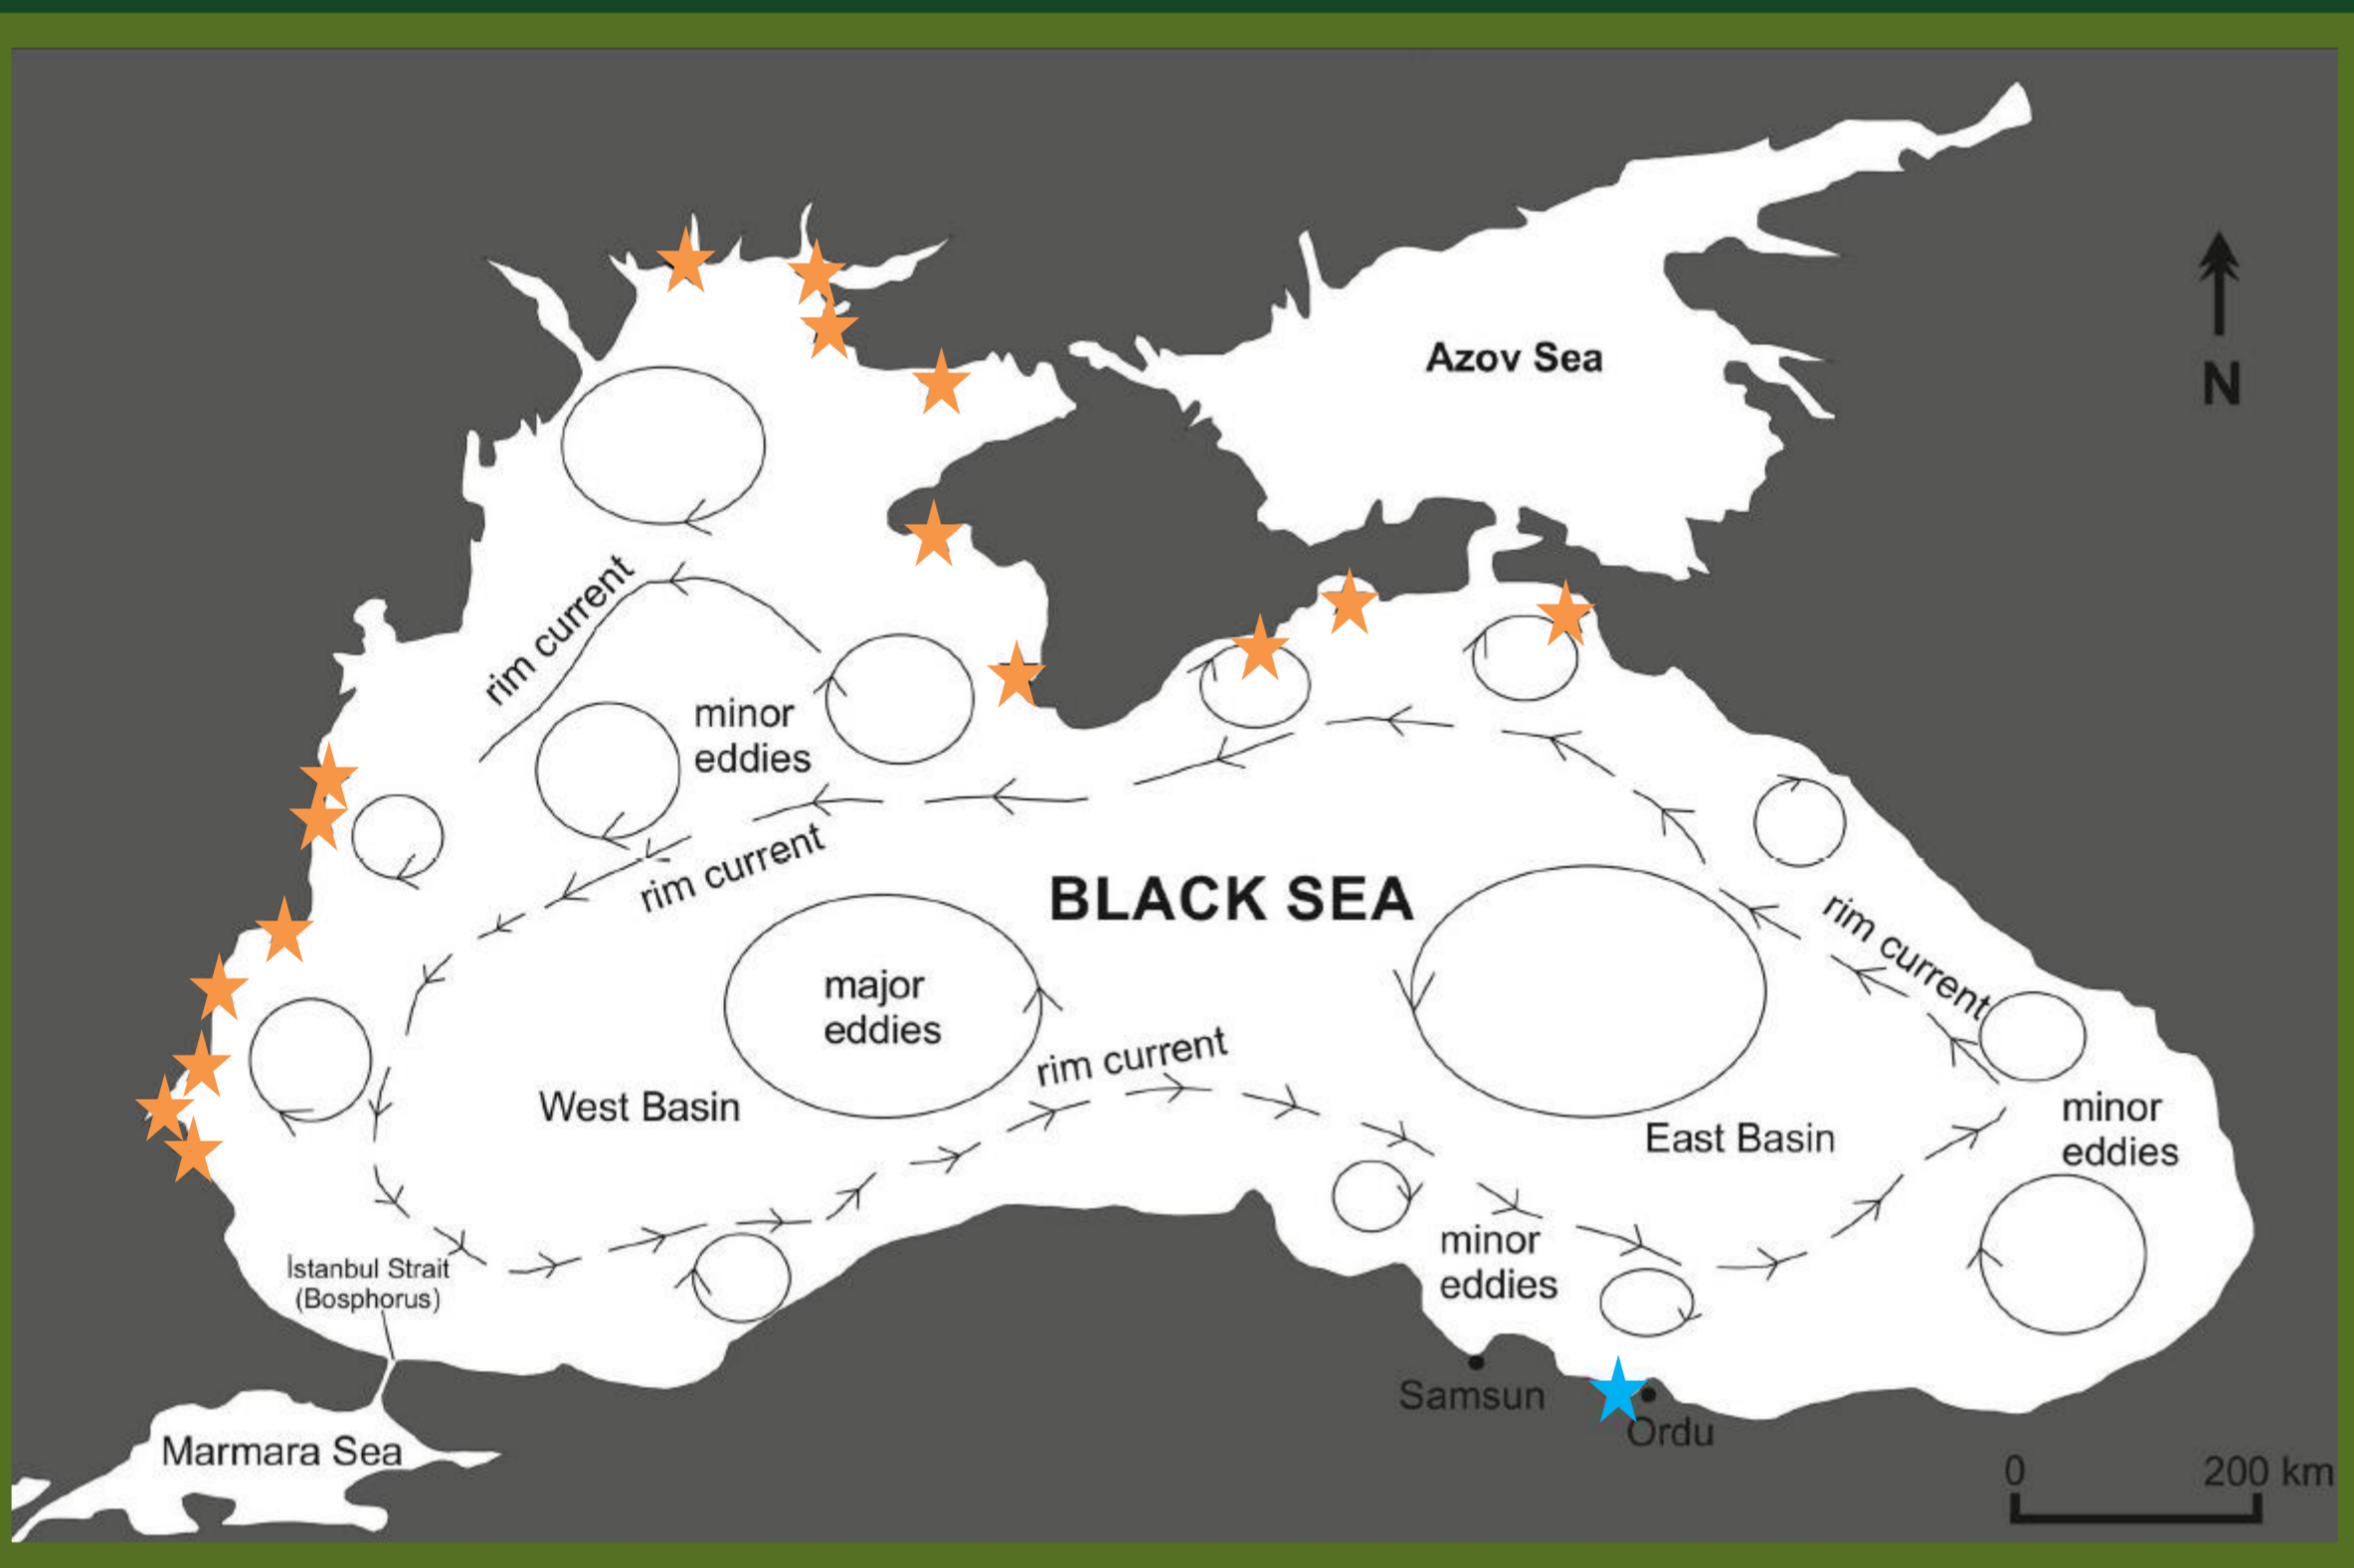 Azov Sea
N
rim current
minor
eddies
rim current
BLACK SEA
rim current
major
eddies
rim current
West Basin
East Basin
minor
eddies
minor
eddies
İstanbul Strait
(Bosphorus)
Samsun
Ordu
Marmara Sea
0 200 km